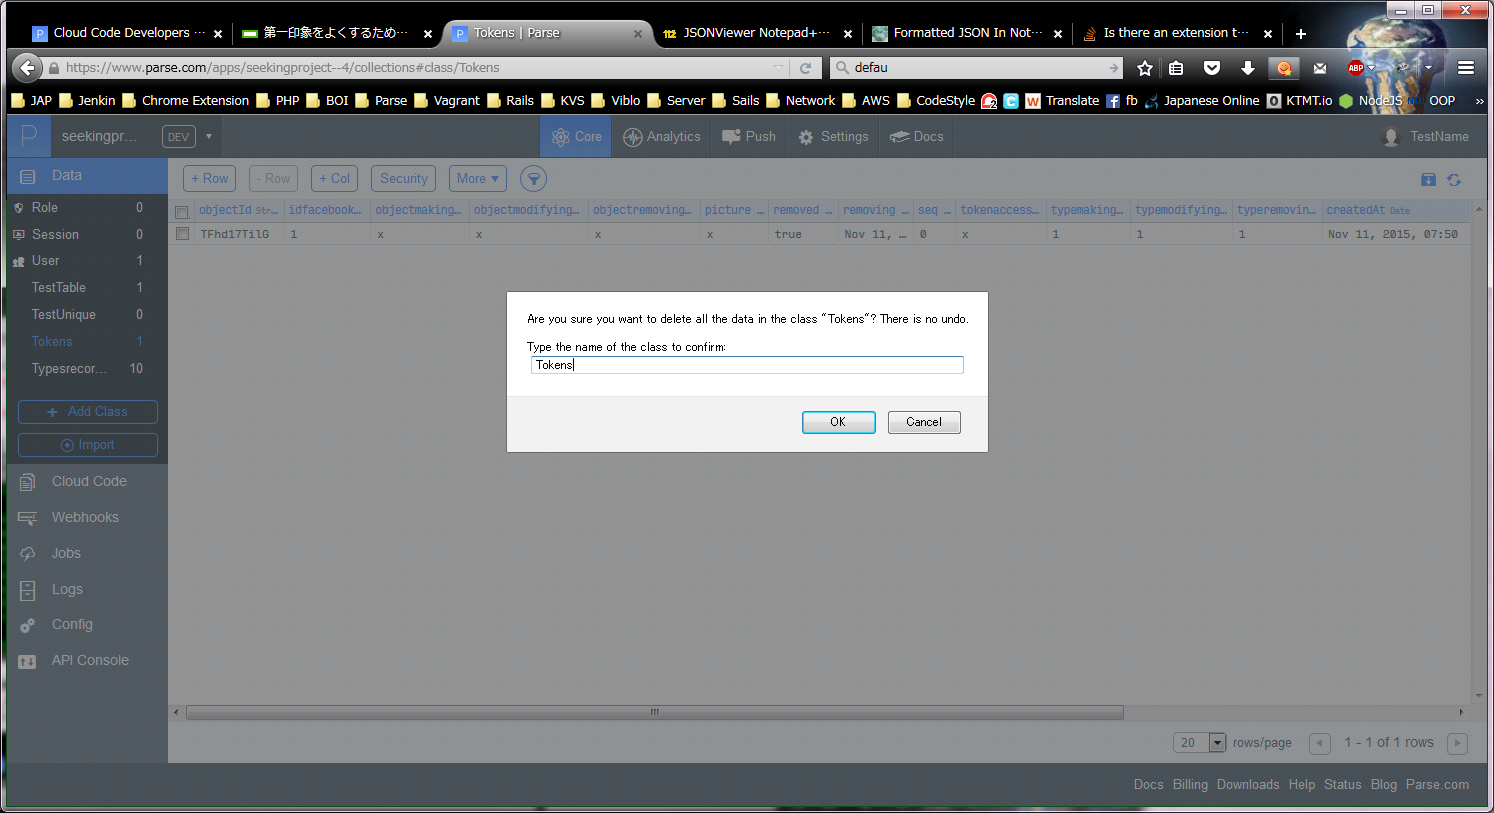 Cloud Code Developers ···
第一印象をよくするため···
Tokens | Parse
JSONViewer Notepad+···
Formatted JSON In Not···
Is there an extension t···
https://www.parse.com/apps/seekingproject--4/collections#class/Tokens
defau
ABP
JAP Jenkin Chrome Extension PHP BOI Parse Vagrant Rails KVS Viblo Server Sails Network AWS CodeStyle Translate fb Japanese Online KTMT.io NodeJS OOP »
seekingpr... DEV
Core Analytics Push Settings Docs
TestName
Data
+ Row - Row + Col Security More
objectId Str... idfacebook... objectmaking... objectmodifying... objectremoving... picture ... removed ... removing ... seq ... tokenaccess... typemaking... typemodifying... typeremovin... createdAt Date
TFhd17TilG 1 x x x x true Nov 11, ... 0 x 1 1 1 Nov 11, 2015, 07:50
Role 0
Session 0
User 1
TestTable 1
TestUnique 0
Tokens 1
Typesrecor... 10
+ Add Class
Import
Cloud Code
Webhooks
Jobs
Logs
Config
API Console
Are you sure you want to delete all the data in the class "Tokens"? There is no undo.
Type the name of the class to confirm:
Tokens
OK Cancel
20 rows/page 1 - 1 of 1 rows
Docs Billing Downloads Help Status Blog Parse.com